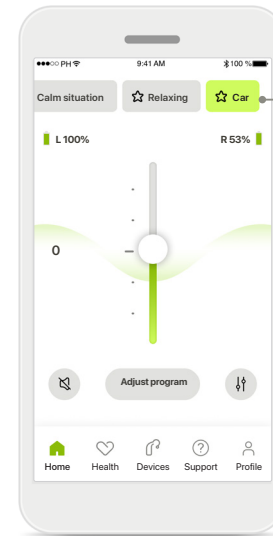 ●●●○○ PH 9:41 AM 100 %
Calm situation Relaxing Car
L 100% R 53%
0
Adjust program
Home Health Devices Support Profile